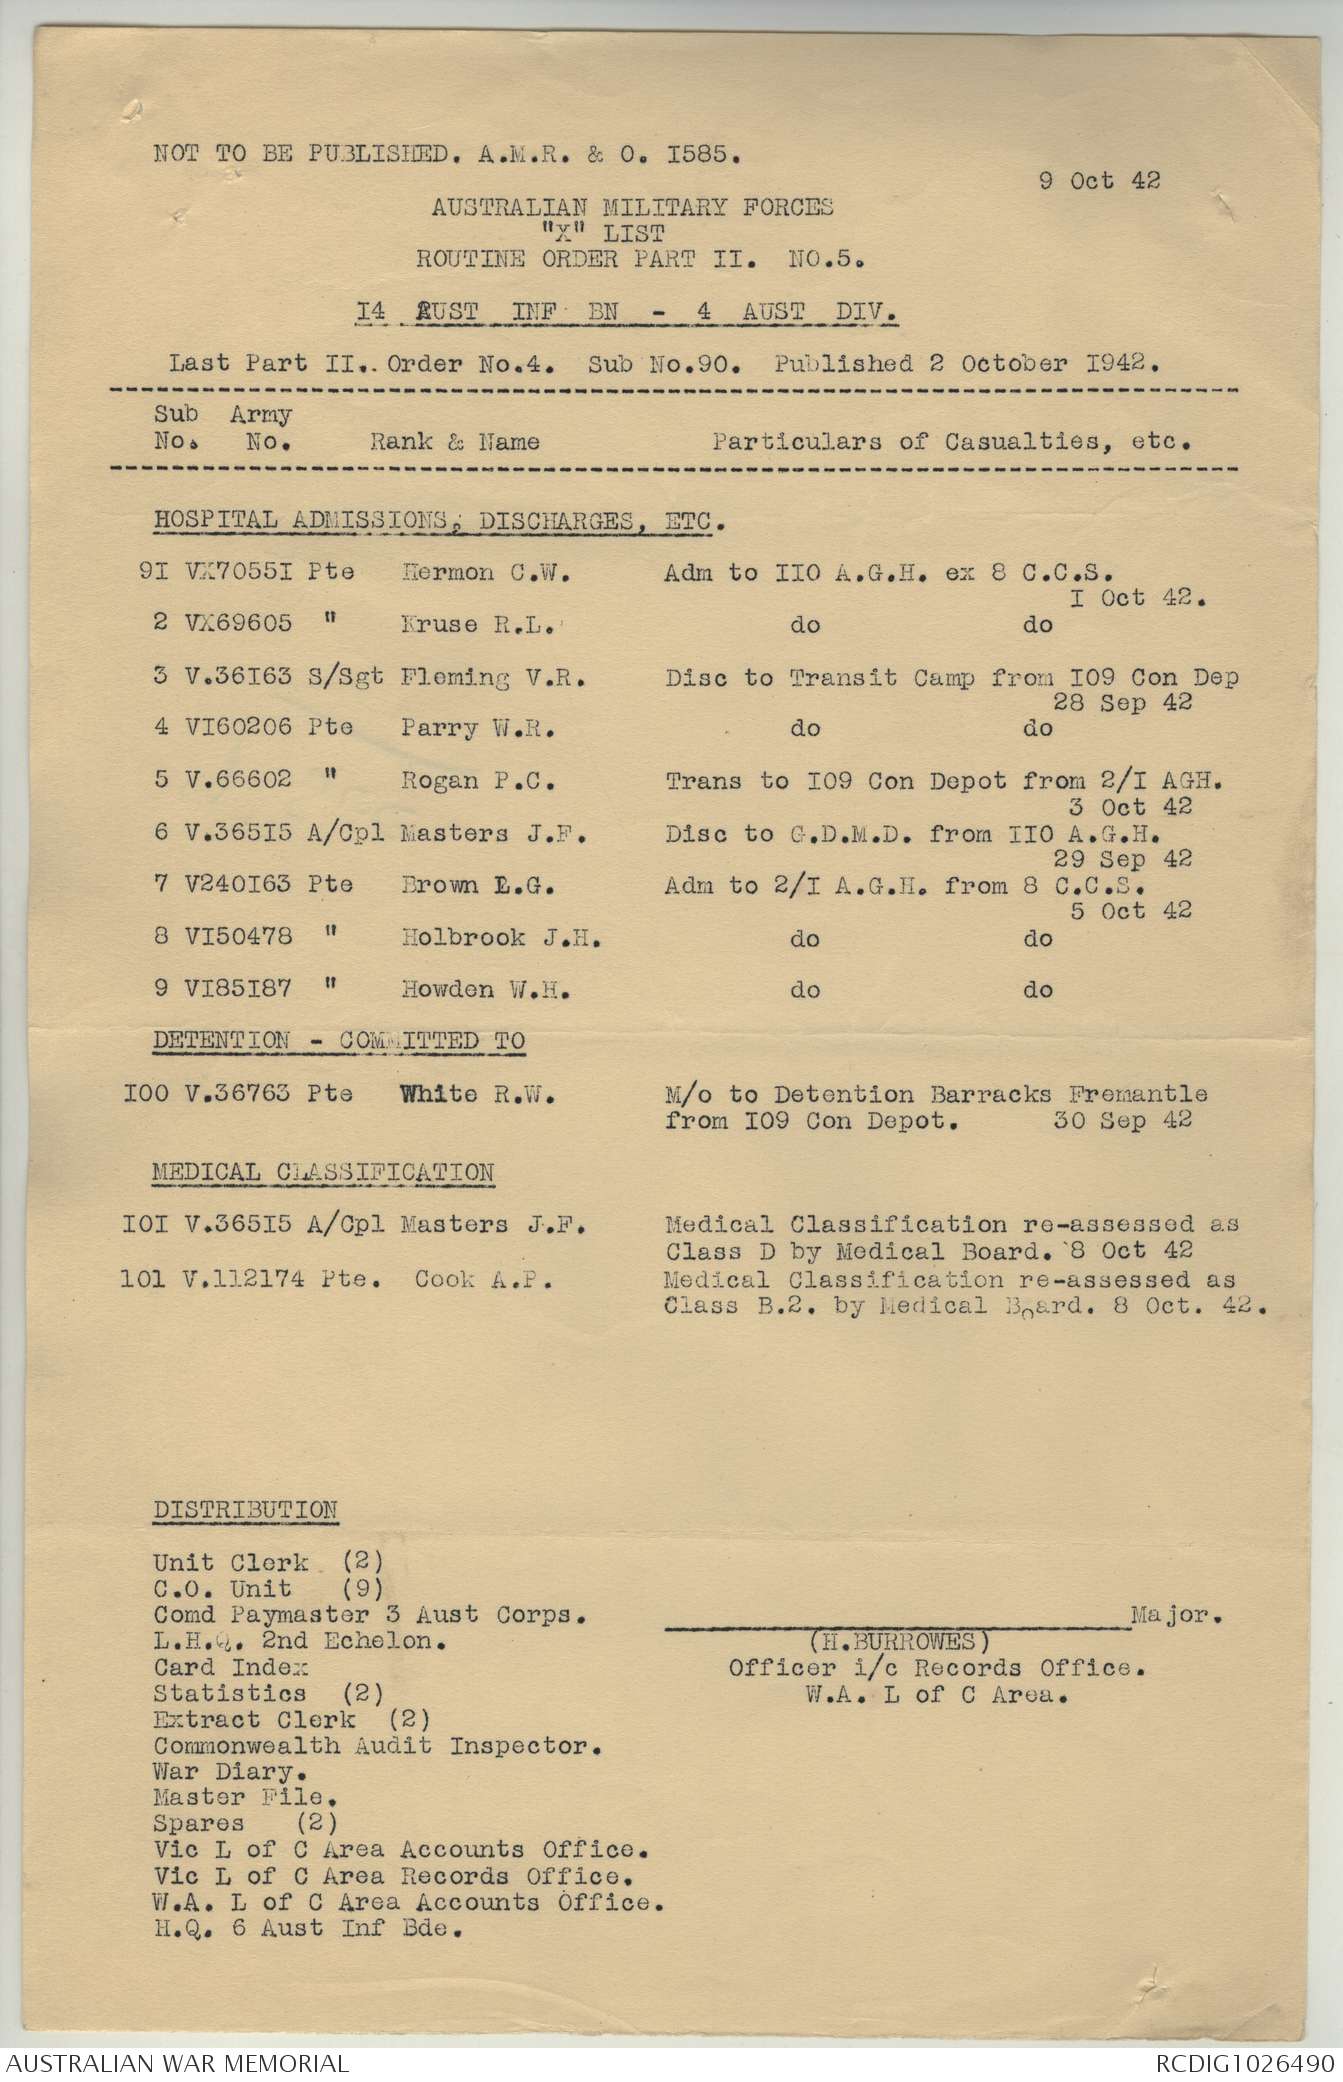 NOT TO BE PUBLISHED. A.M.R. & O. I585.
9 Oct 42
AUSTRALIAN MILITARY FORCES
"X" LIST
ROUTINE ORDER PART II. NO.5.
I4 AUST INF BN - 4 AUST DIV.
Last Part II.. Order No.4. Sub No.90. Published 2 October I942.
Sub Army
No. No. Rank & Name Particulars of Casualties, etc.
HOSPITAL ADMISSIONS, DISCHARGES, ETC.
9I VX7055I Pte Hermon C.W. Adm to IIO A.G.H. ex 8 C.C.S.
I Oct 42.
2 VX69605 " Kruse R.L. do do
3 V.36I63 S/Sgt Fleming V.R. Disc to Transit Camp from IO9 Con Dep
28 Sep 42
4 VI60206 Pte Parry W.R. do do
5 V.66602 " Rogan P.C. Trans to IO9 Con Depot from 2/I AGH.
3 Oct 42
6 V.365I5 A/Cpl Masters J.F. Disc to G.D.M.D. from IIO A.G.H.
29 Sep 42
7 V240I63 Pte Brown E.G. Adm to 2/I A.G.H. from 8 C.C.S.
5 Oct 42
8 VI50478 " Holbrook J.H. do do
9 VI85I87 " Howden W.H. do do
DETENTION - COMMITTED TO
IOO V.36763 Pte White R.W. M/o to Detention Barracks Fremantle
from IO9 Con Depot. 30 Sep 42
MEDICAL CLASSIFICATION
IOI V.365I5 A/Cpl Masters J.F. Medical Classification re-assessed as
Class D by Medical Board. 8 Oct 42
101 V.112174 Pte. Cook A.P. Medical Classification re-assessed as
Class B.2. by Medical Board. 8 Oct. 42.
DISTRIBUTION
Unit Clerk (2)
C.O. Unit (9)
Comd Paymaster 3 Aust Corps. Major.
L.H.Q. 2nd Echelon. (H.BURROWES)
Card Index Officer i/c Records Office.
Statistics (2) W.A. L of C Area.
Extract Clerk (2)
Commonwealth Audit Inspector.
War Diary.
Master File.
Spares (2)
Vic L of C Area Accounts Office.
Vic L of C Area Records Office.
W.A. L of C Area Accounts Office.
H.Q. 6 Aust Inf Bde.
AUSTRALIAN WAR MEMORIAL RCDIG1026490